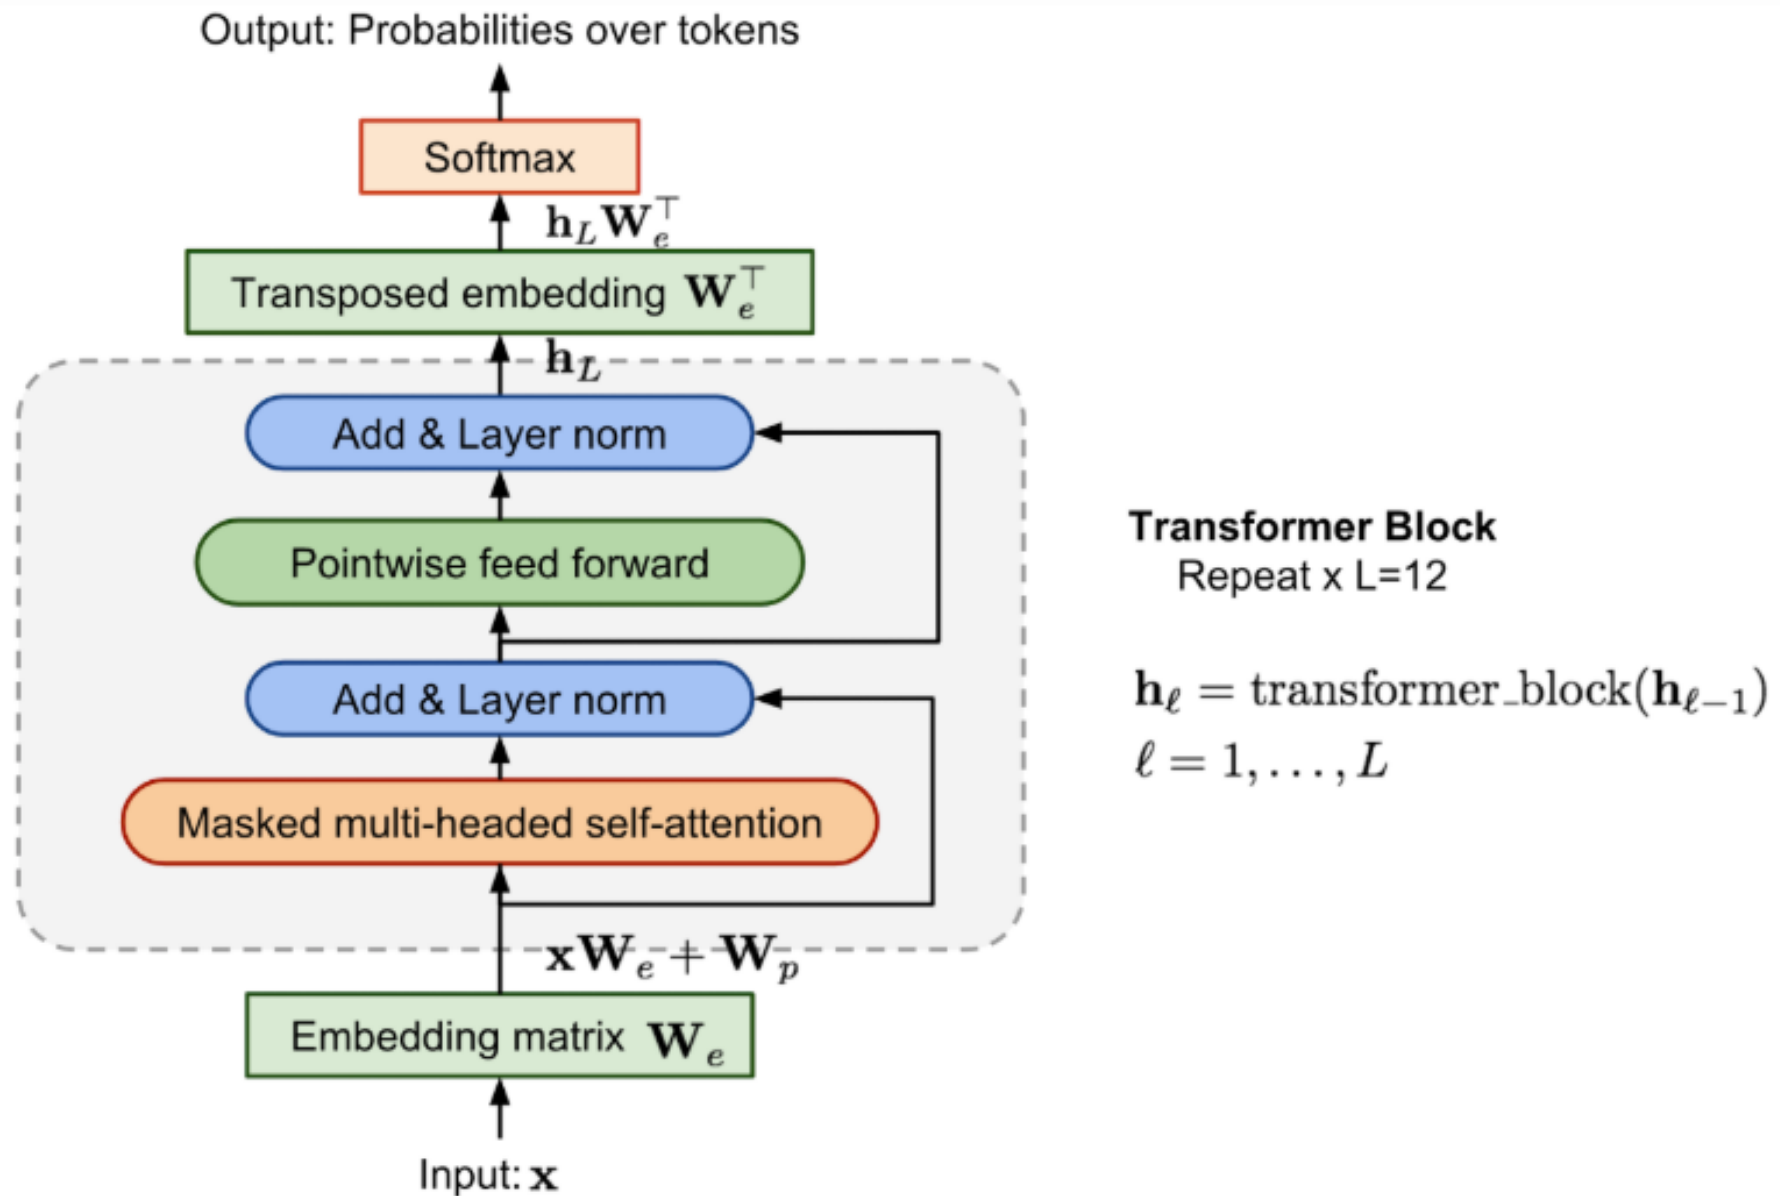 Output: Probabilities over tokens
Softmax
h_L W_e^⊤
Transposed embedding W_e^⊤
h_L
Add & Layer norm
Pointwise feed forward
Add & Layer norm
Masked multi-headed self-attention
xW_e + W_p
Embedding matrix W_e
Input: x
Transformer Block
Repeat x L=12
h_ℓ = transformer_block(h_{ℓ−1})
ℓ = 1, . . . , L